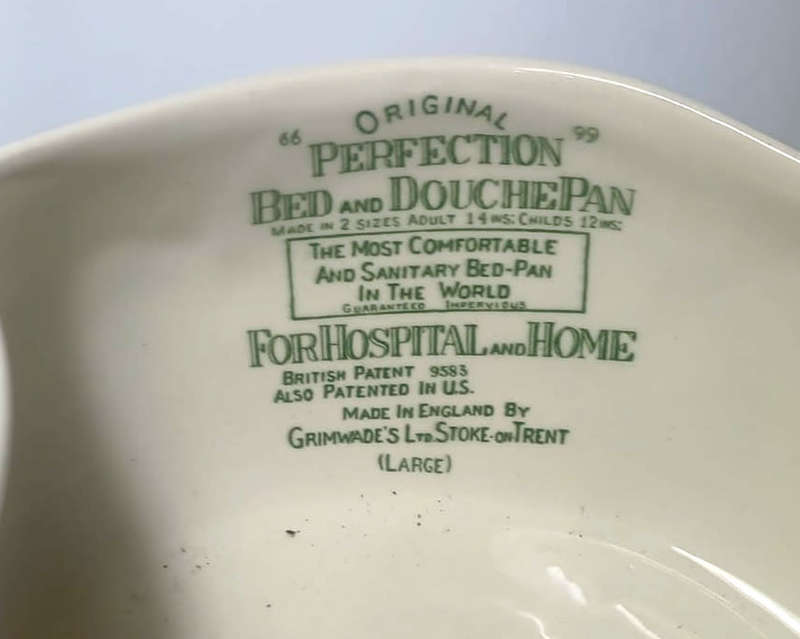 ORIGINAL
"PERFECTION"
BED AND DOUCHE PAN
MADE IN 2 SIZES ADULT 14 INS: CHILDS 12 INS:
THE MOST COMFORTABLE
AND SANITARY BED-PAN
IN THE WORLD
GUARANTEED IMPERVIOUS
FOR HOSPITAL AND HOME
BRITISH PATENT 9583
ALSO PATENTED IN U.S.
MADE IN ENGLAND BY
GRIMWADE'S LTD. STOKE-ON TRENT
(LARGE)